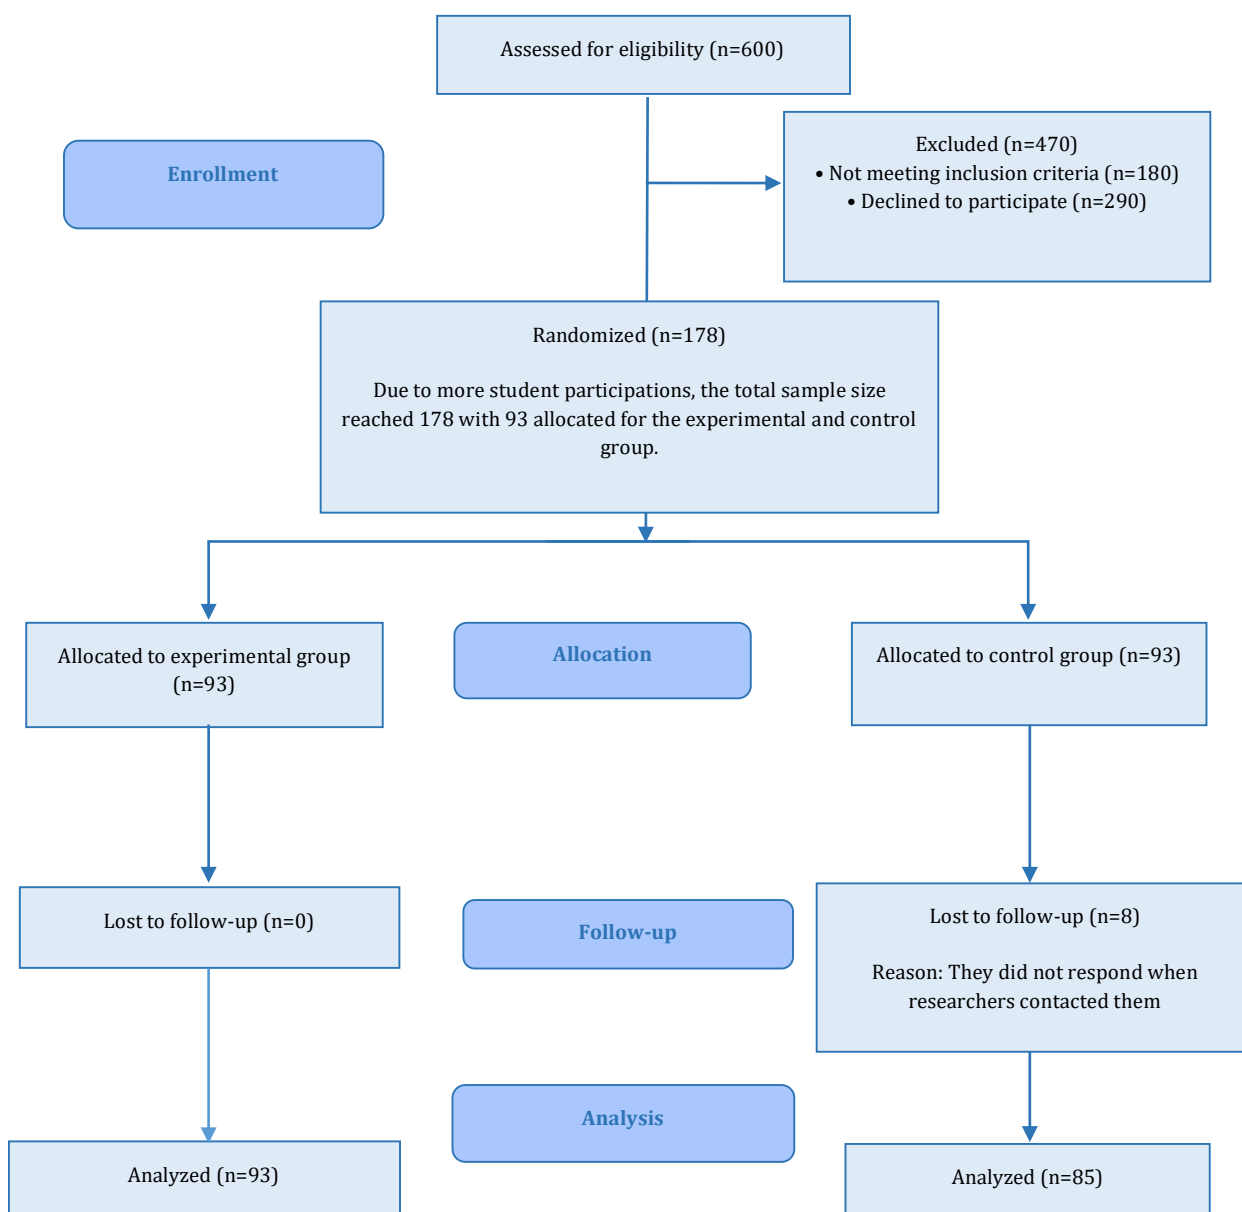 Assessed for eligibility (n=600)
Enrollment
Excluded (n=470)
• Not meeting inclusion criteria (n=180)
• Declined to participate (n=290)
Randomized (n=178)
Due to more student participations, the total sample size
reached 178 with 93 allocated for the experimental and control
group.
Allocated to experimental group
(n=93)
Allocation
Allocated to control group (n=93)
Lost to follow-up (n=0)
Follow-up
Lost to follow-up (n=8)
Reason: They did not respond when
researchers contacted them
Analysis
Analyzed (n=93)
Analyzed (n=85)